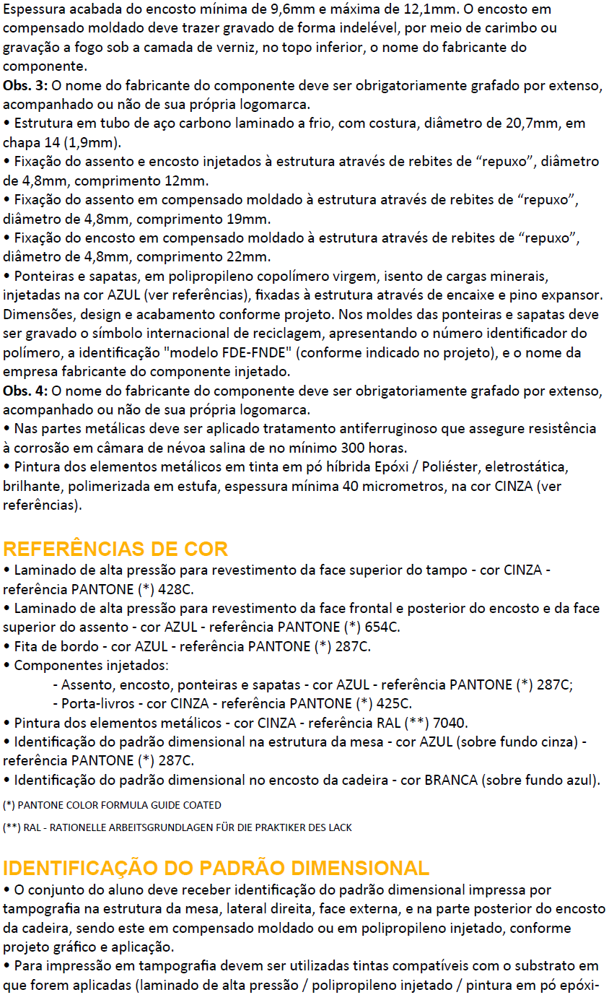 Espessura acabada do encosto mínima de 9,6mm e máxima de 12,1mm. O encosto em
compensado moldado deve trazer gravado de forma indelével, por meio de carimbo ou
gravação a fogo sob a camada de verniz, no topo inferior, o nome do fabricante do
componente.
Obs. 3: O nome do fabricante do componente deve ser obrigatoriamente grafado por extenso,
acompanhado ou não de sua própria logomarca.
• Estrutura em tubo de aço carbono laminado a frio, com costura, diâmetro de 20,7mm, em
chapa 14 (1,9mm).
• Fixação do assento e encosto injetados à estrutura através de rebites de “repuxo”, diâmetro
de 4,8mm, comprimento 12mm.
• Fixação do assento em compensado moldado à estrutura através de rebites de “repuxo”,
diâmetro de 4,8mm, comprimento 19mm.
• Fixação do encosto em compensado moldado à estrutura através de rebites de “repuxo”,
diâmetro de 4,8mm, comprimento 22mm.
• Ponteiras e sapatas, em polipropileno copolímero virgem, isento de cargas minerais,
injetadas na cor AZUL (ver referências), fixadas à estrutura através de encaixe e pino expansor.
Dimensões, design e acabamento conforme projeto. Nos moldes das ponteiras e sapatas deve
ser gravado o símbolo internacional de reciclagem, apresentando o número identificador do
polímero, a identificação "modelo FDE-FNDE" (conforme indicado no projeto), e o nome da
empresa fabricante do componente injetado.
Obs. 4: O nome do fabricante do componente deve ser obrigatoriamente grafado por extenso,
acompanhado ou não de sua própria logomarca.
• Nas partes metálicas deve ser aplicado tratamento antiferruginoso que assegure resistência
à corrosão em câmara de névoa salina de no mínimo 300 horas.
• Pintura dos elementos metálicos em tinta em pó híbrida Epóxi / Poliéster, eletrostática,
brilhante, polimerizada em estufa, espessura mínima 40 micrometros, na cor CINZA (ver
referências).
REFERÊNCIAS DE COR
• Laminado de alta pressão para revestimento da face superior do tampo - cor CINZA -
referência PANTONE (*) 428C.
• Laminado de alta pressão para revestimento da face frontal e posterior do encosto e da face
superior do assento - cor AZUL - referência PANTONE (*) 654C.
• Fita de bordo - cor AZUL - referência PANTONE (*) 287C.
• Componentes injetados:
- Assento, encosto, ponteiras e sapatas - cor AZUL - referência PANTONE (*) 287C;
- Porta-livros - cor CINZA - referência PANTONE (*) 425C.
• Pintura dos elementos metálicos - cor CINZA - referência RAL (**) 7040.
• Identificação do padrão dimensional na estrutura da mesa - cor AZUL (sobre fundo cinza) -
referência PANTONE (*) 287C.
• Identificação do padrão dimensional no encosto da cadeira - cor BRANCA (sobre fundo azul).
(*) PANTONE COLOR FORMULA GUIDE COATED
(**) RAL - RATIONELLE ARBEITSGRUNDLAGEN FÜR DIE PRAKTIKER DES LACK
IDENTIFICAÇÃO DO PADRÃO DIMENSIONAL
• O conjunto do aluno deve receber identificação do padrão dimensional impressa por
tampografia na estrutura da mesa, lateral direita, face externa, e na parte posterior do encosto
da cadeira, sendo este em compensado moldado ou em polipropileno injetado, conforme
projeto gráfico e aplicação.
• Para impressão em tampografia devem ser utilizadas tintas compatíveis com o substrato em
que forem aplicadas (laminado de alta pressão / polipropileno injetado / pintura em pó epóxi-